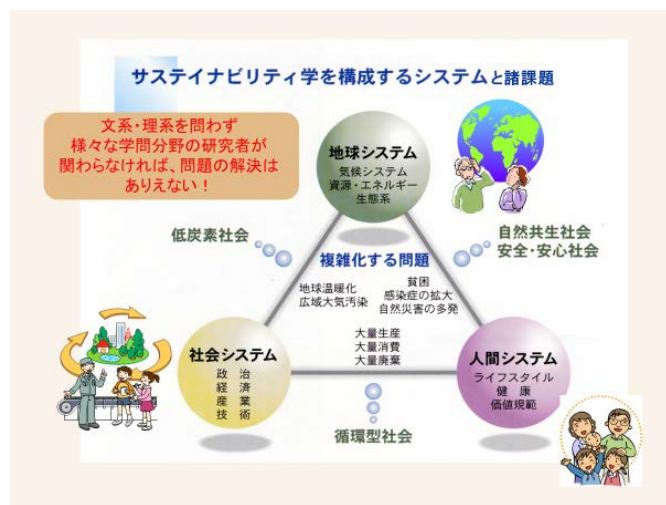 サステイナビリティ学を構成するシステムと諸課題
文系・理系を問わず
様々な学問分野の研究者が
関わらなければ、問題の解決は
ありえない！
地球システム
気候システム
資源・エネルギー
生態系
低炭素社会
自然共生社会
安全・安心社会
複雑化する問題
地球温暖化
広域大気汚染
貧困
感染症の拡大
自然災害の多発
大量生産
大量消費
大量廃棄
社会システム
政　治
経　済
産　業
技　術
人間システム
ライフスタイル
健　康
価値規範
循環型社会